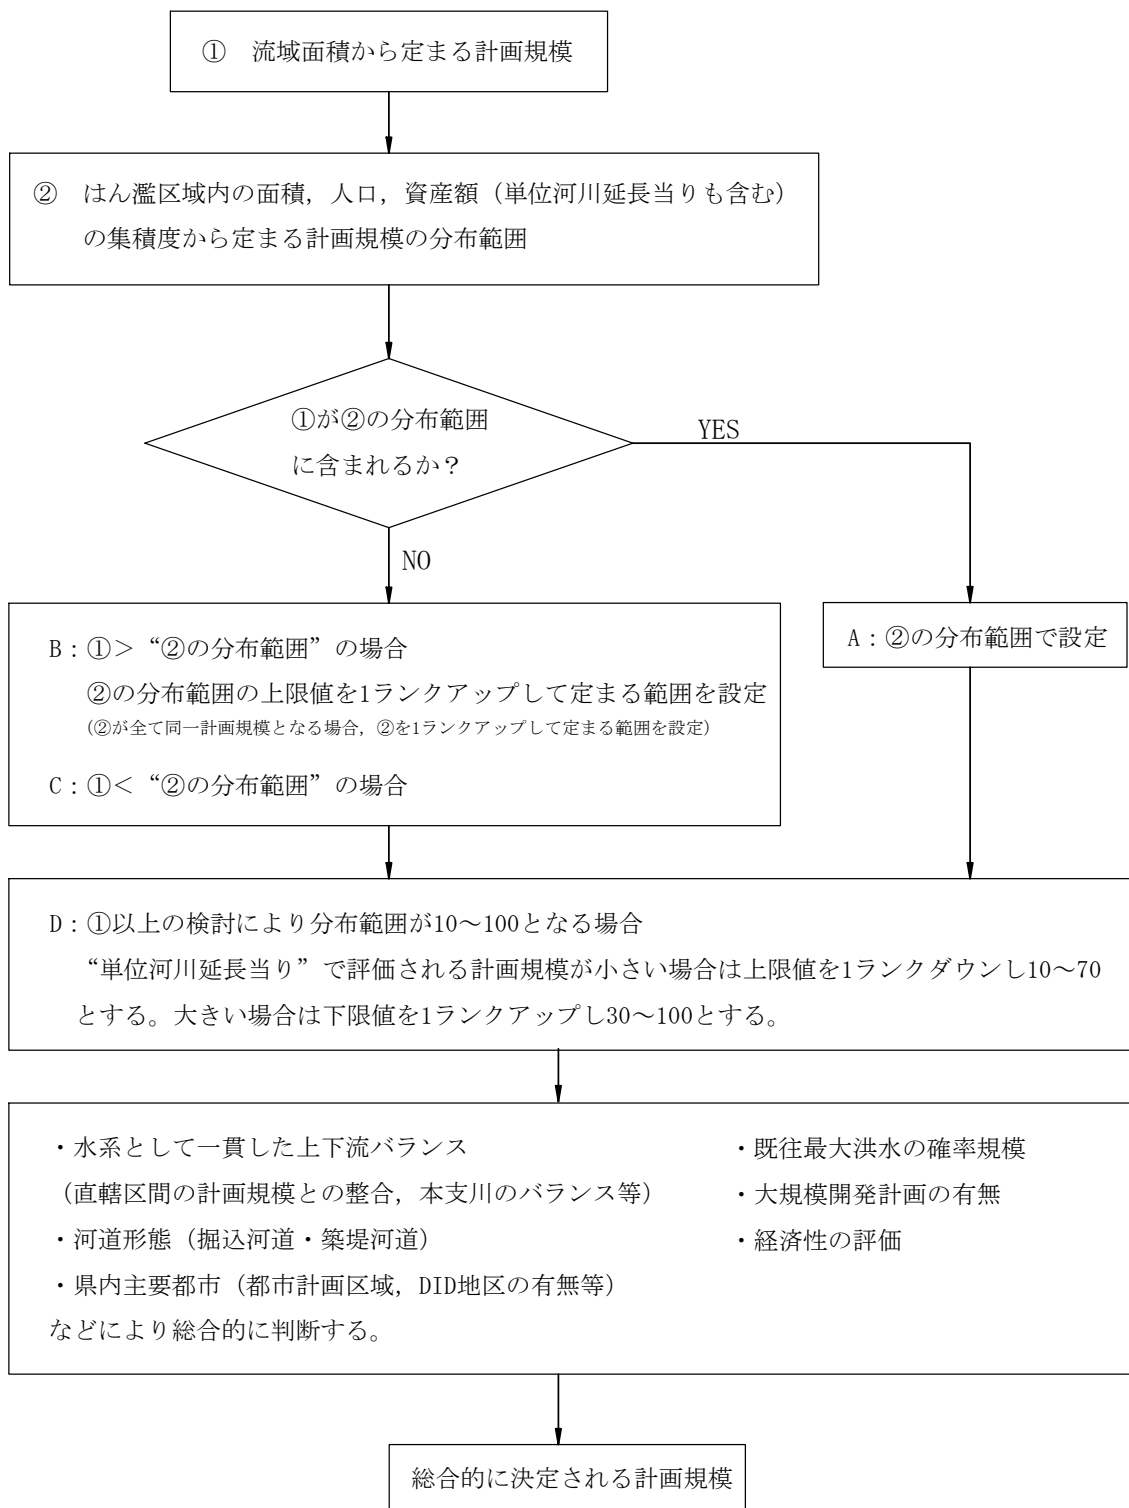 ① 流域面積から定まる計画規模
② はん濫区域内の面積，人口，資産額（単位河川延長当りも含む）
の集積度から定まる計画規模の分布範囲
①が②の分布範囲
に含まれるか？
YES
NO
B：①＞“②の分布範囲”の場合
②の分布範囲の上限値を1ランクアップして定まる範囲を設定
（②が全て同一計画規模となる場合，②を1ランクアップして定まる範囲を設定）
C：①＜“②の分布範囲”の場合
A：②の分布範囲で設定
D：①以上の検討により分布範囲が10～100となる場合
“単位河川延長当り”で評価される計画規模が小さい場合は上限値を1ランクダウンし10～70
とする。大きい場合は下限値を1ランクアップし30～100とする。
・水系として一貫した上下流バランス
（直轄区間の計画規模との整合，本支川のバランス等）
・河道形態（掘込河道・築堤河道）
・県内主要都市（都市計画区域，DID地区の有無等）
などにより総合的に判断する。
・既往最大洪水の確率規模
・大規模開発計画の有無
・経済性の評価
総合的に決定される計画規模